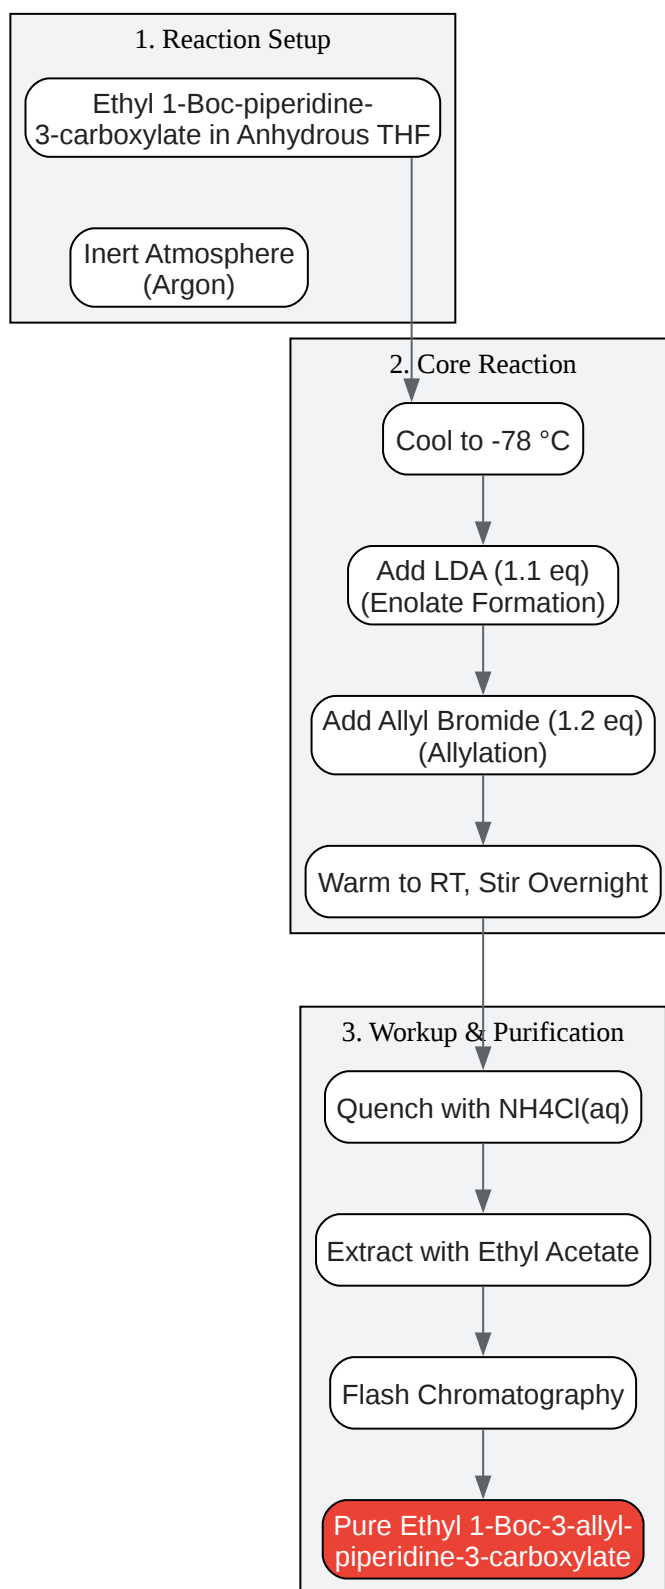 1. Reaction Setup
Ethyl 1-Boc-piperidine-
3-carboxylate in Anhydrous THF
Inert Atmosphere
(Argon)
2. Core Reaction
Cool to -78 °C
Add LDA (1.1 eq)
(Enolate Formation)
Add Allyl Bromide (1.2 eq)
(Allylation)
Warm to RT, Stir Overnight
3. Workup & Purification
Quench with NH4Cl(aq)
Extract with Ethyl Acetate
Flash Chromatography
Pure Ethyl 1-Boc-3-allyl-
piperidine-3-carboxylate